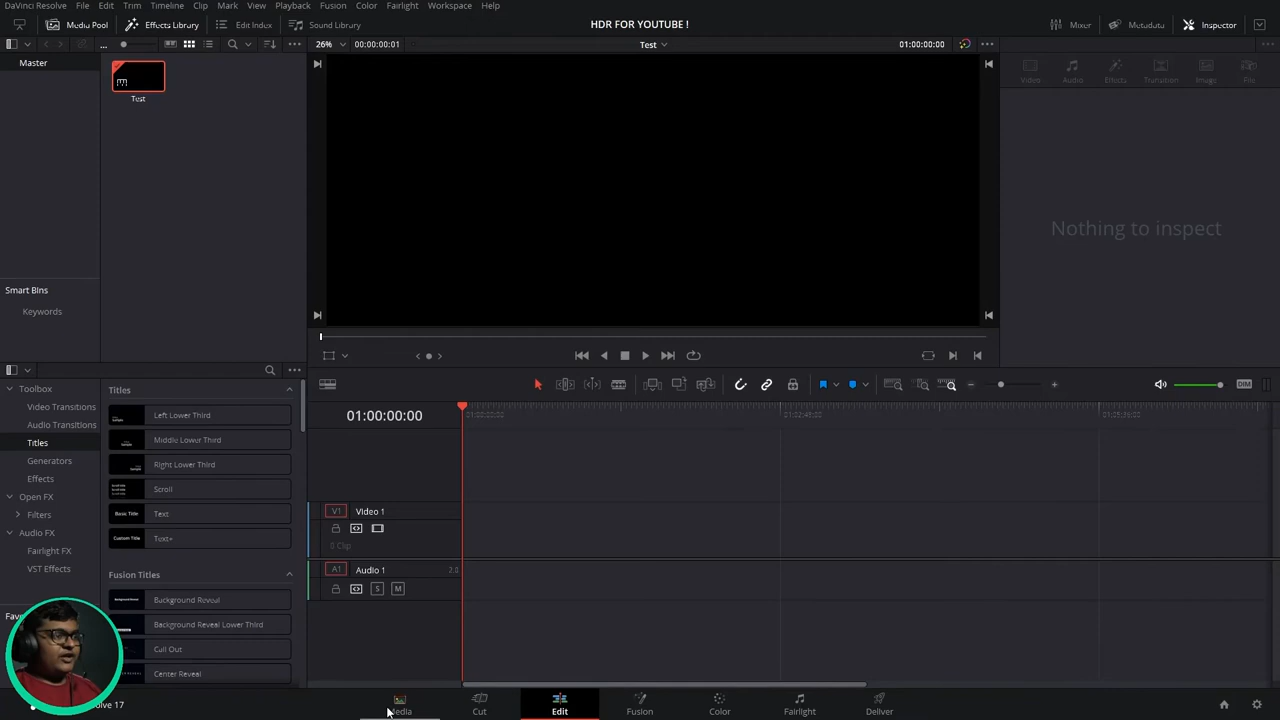 DaVinci Resolve File Edit Trim Timeline Clip Mark View Playback Fusion Color Fairlight Workspace Help
Media Pool Effects Library Edit Index Sound Library HDR FOR YOUTUBE ! Mixer Metadata Inspector
26% 00:00:00:01 Test 01:00:00:00
Master
Test
Video Audio Effects Transition Image File
Nothing to inspect
Smart Bins
Keywords
Toolbox
Video Transitions
Audio Transitions
Titles
Generators
Effects
Open FX
Filters
Audio FX
Fairlight FX
VST Effects
Titles
Left Lower Third
Middle Lower Third
Right Lower Third
Scroll
Basic Title Text
Custom Title Text+
Fusion Titles
Background Reveal
Background Reveal Lower Third
Call Out
Center Reveal
DIM
01:00:00:00
V1 Video 1
0 Clip
A1 Audio 1 2.0
S M
Media Cut Edit Fusion Color Fairlight Deliver